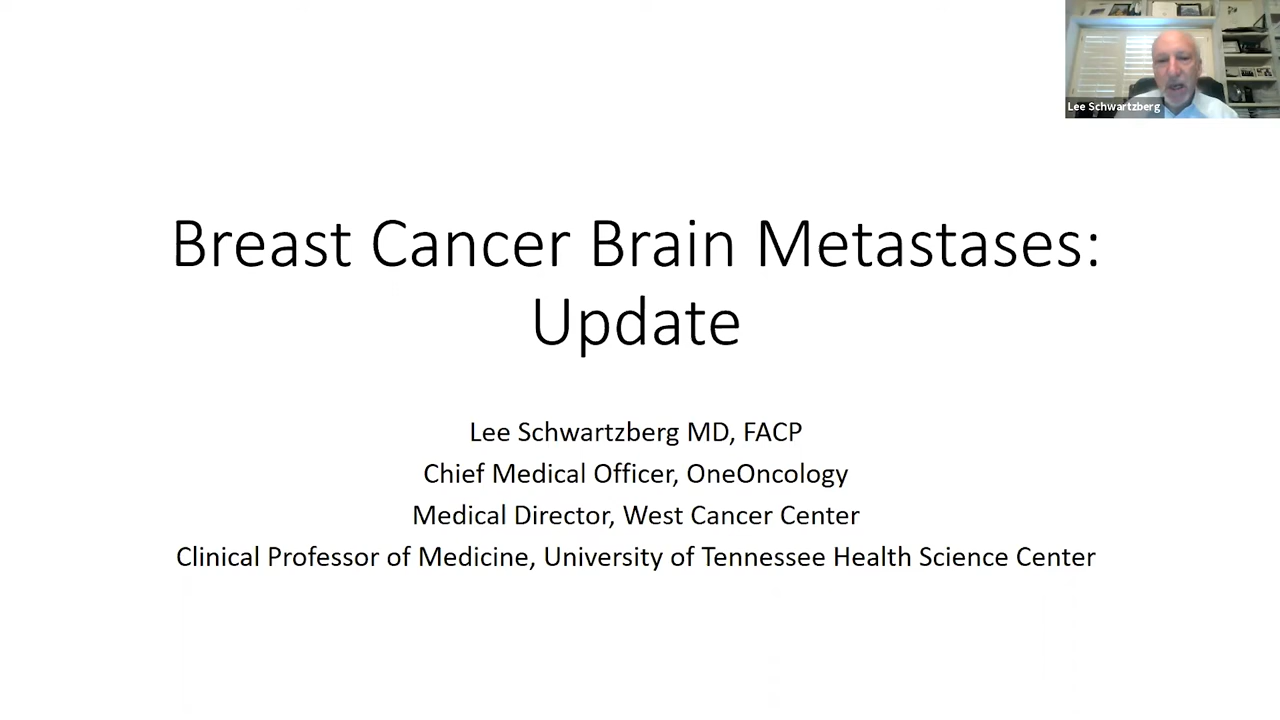 Lee Schwartzberg
Breast Cancer Brain Metastases:
Update
Lee Schwartzberg MD, FACP
Chief Medical Officer, OneOncology
Medical Director, West Cancer Center
Clinical Professor of Medicine, University of Tennessee Health Science Center